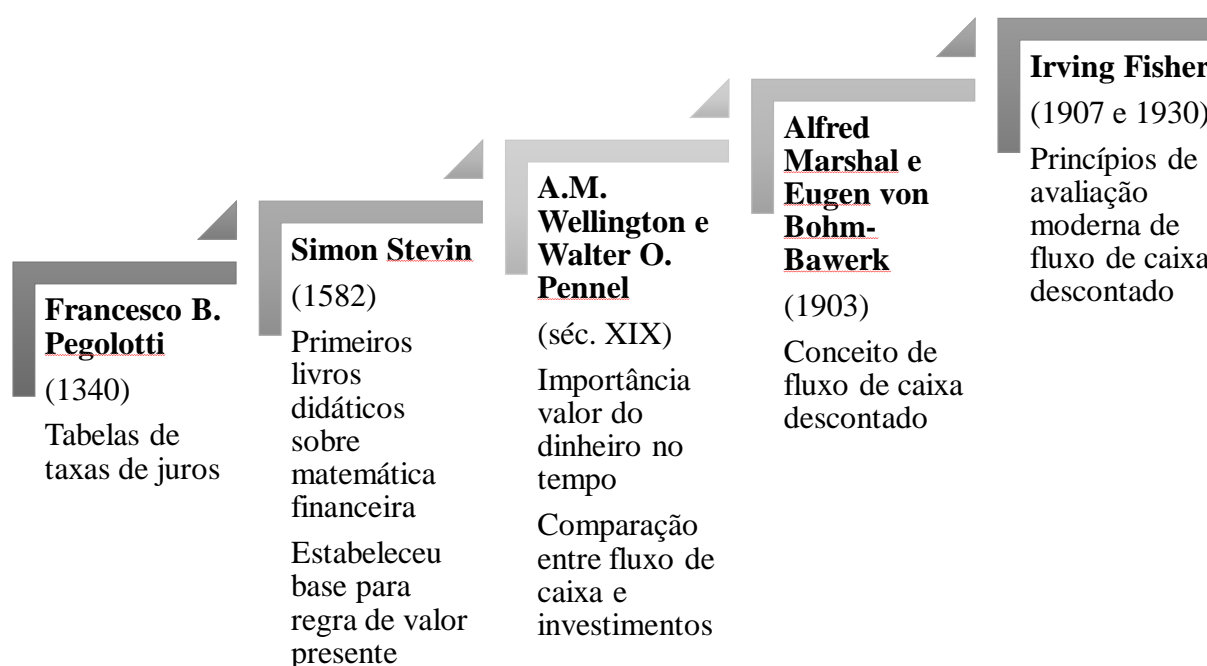 Francesco B.
Pegolotti
(1340)
Tabelas de
taxas de juros
Simon Stevin
(1582)
Primeiros
livros
didáticos
sobre
matemática
financeira
Estabeleceu
base para
regra de valor
presente
A.M.
Wellington e
Walter O.
Pennel
(séc. XIX)
Importância
valor do
dinheiro no
tempo
Comparação
entre fluxo de
caixa e
investimentos
Alfred
Marshal e
Eugen von
Bohm-
Bawerk
(1903)
Conceito de
fluxo de caixa
descontado
Irving Fisher
(1907 e 1930)
Princípios de
avaliação
moderna de
fluxo de caixa
descontado